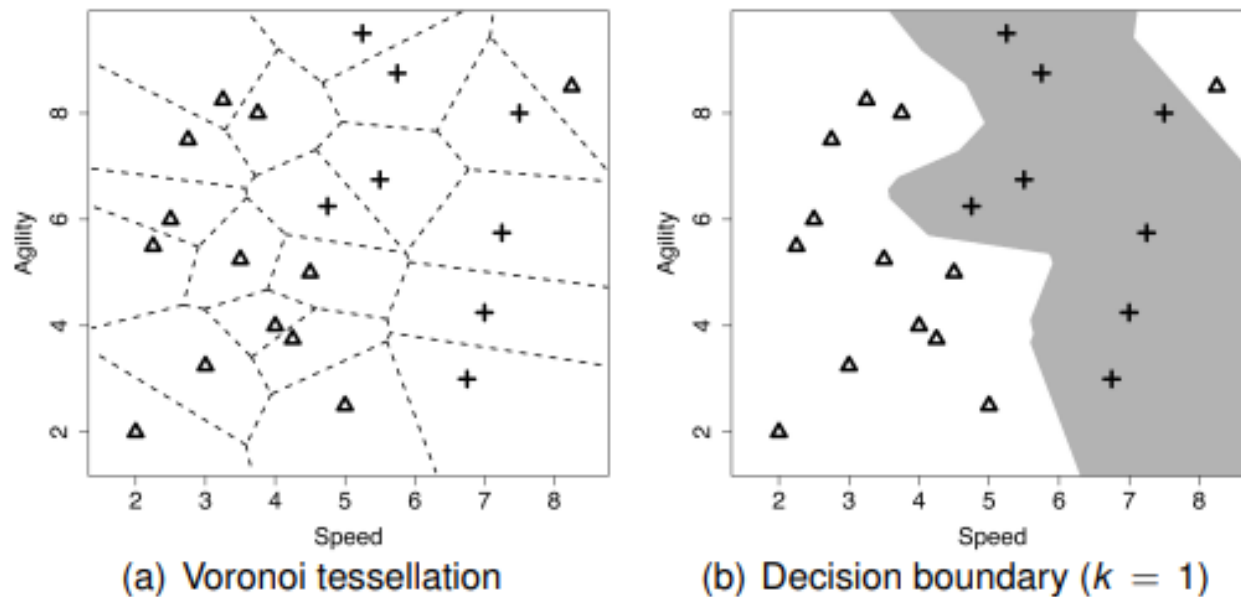 Agility
8
6
4
2
2 3 4 5 6 7 8
Speed
(a) Voronoi tessellation
Agility
8
6
4
2
2 3 4 5 6 7 8
Speed
(b) Decision boundary (k = 1)